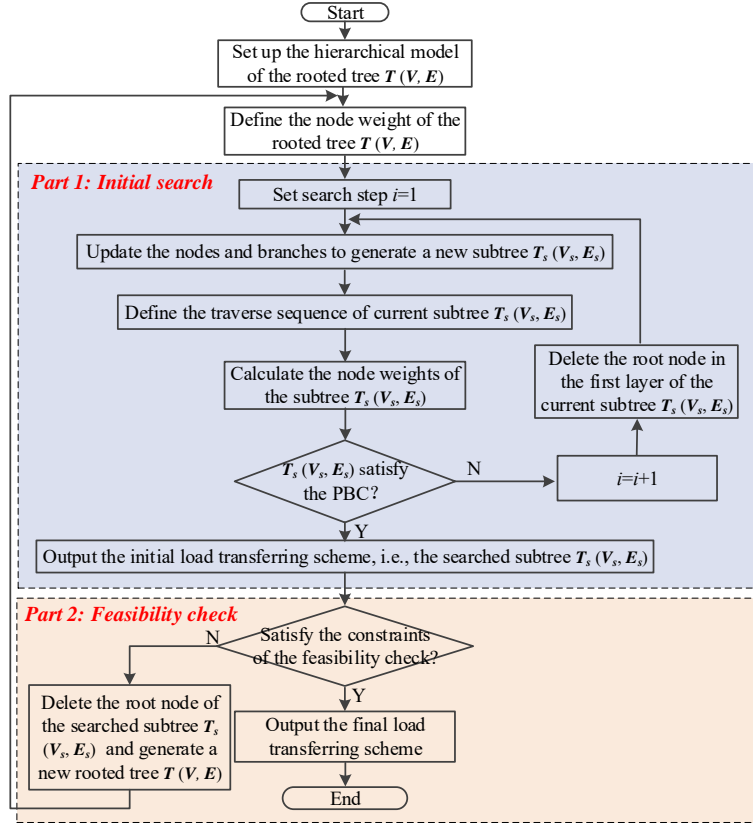 Start
Set up the hierarchical model
of the rooted tree T (V, E)
Define the node weight of the
rooted tree T (V, E)
Part 1: Initial search
Set search step i=1
Update the nodes and branches to generate a new subtree Ts (Vs, Es)
Define the traverse sequence of current subtree Ts (Vs, Es)
Calculate the node weights of
the subtree Ts (Vs, Es)
Delete the root node in
the first layer of the
current subtree Ts (Vs, Es)
Ts (Vs, Es) satisfy
the PBC?
N
i=i+1
Y
Output the initial load transferring scheme, i.e., the searched subtree Ts (Vs, Es)
Part 2: Feasibility check
Satisfy the constraints
of the feasibility check?
N
Y
Delete the root node of
the searched subtree Ts
(Vs, Es) and generate a
new rooted tree T (V, E)
Output the final load
transferring scheme
End